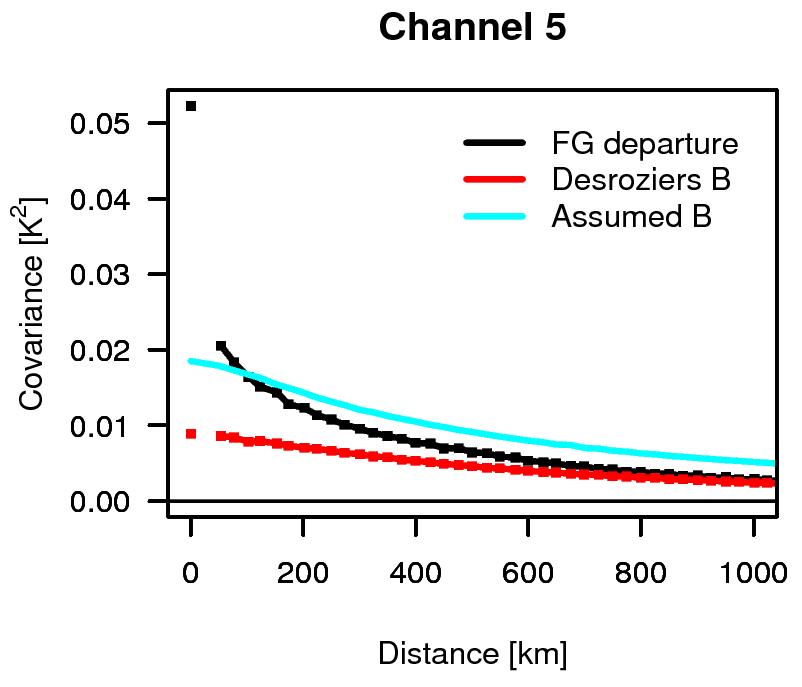 Channel 5
FG departure
Desroziers B
Assumed B
Covariance [K²]
0.05
0.04
0.03
0.02
0.01
0.00
0 200 400 600 800 1000
Distance [km]